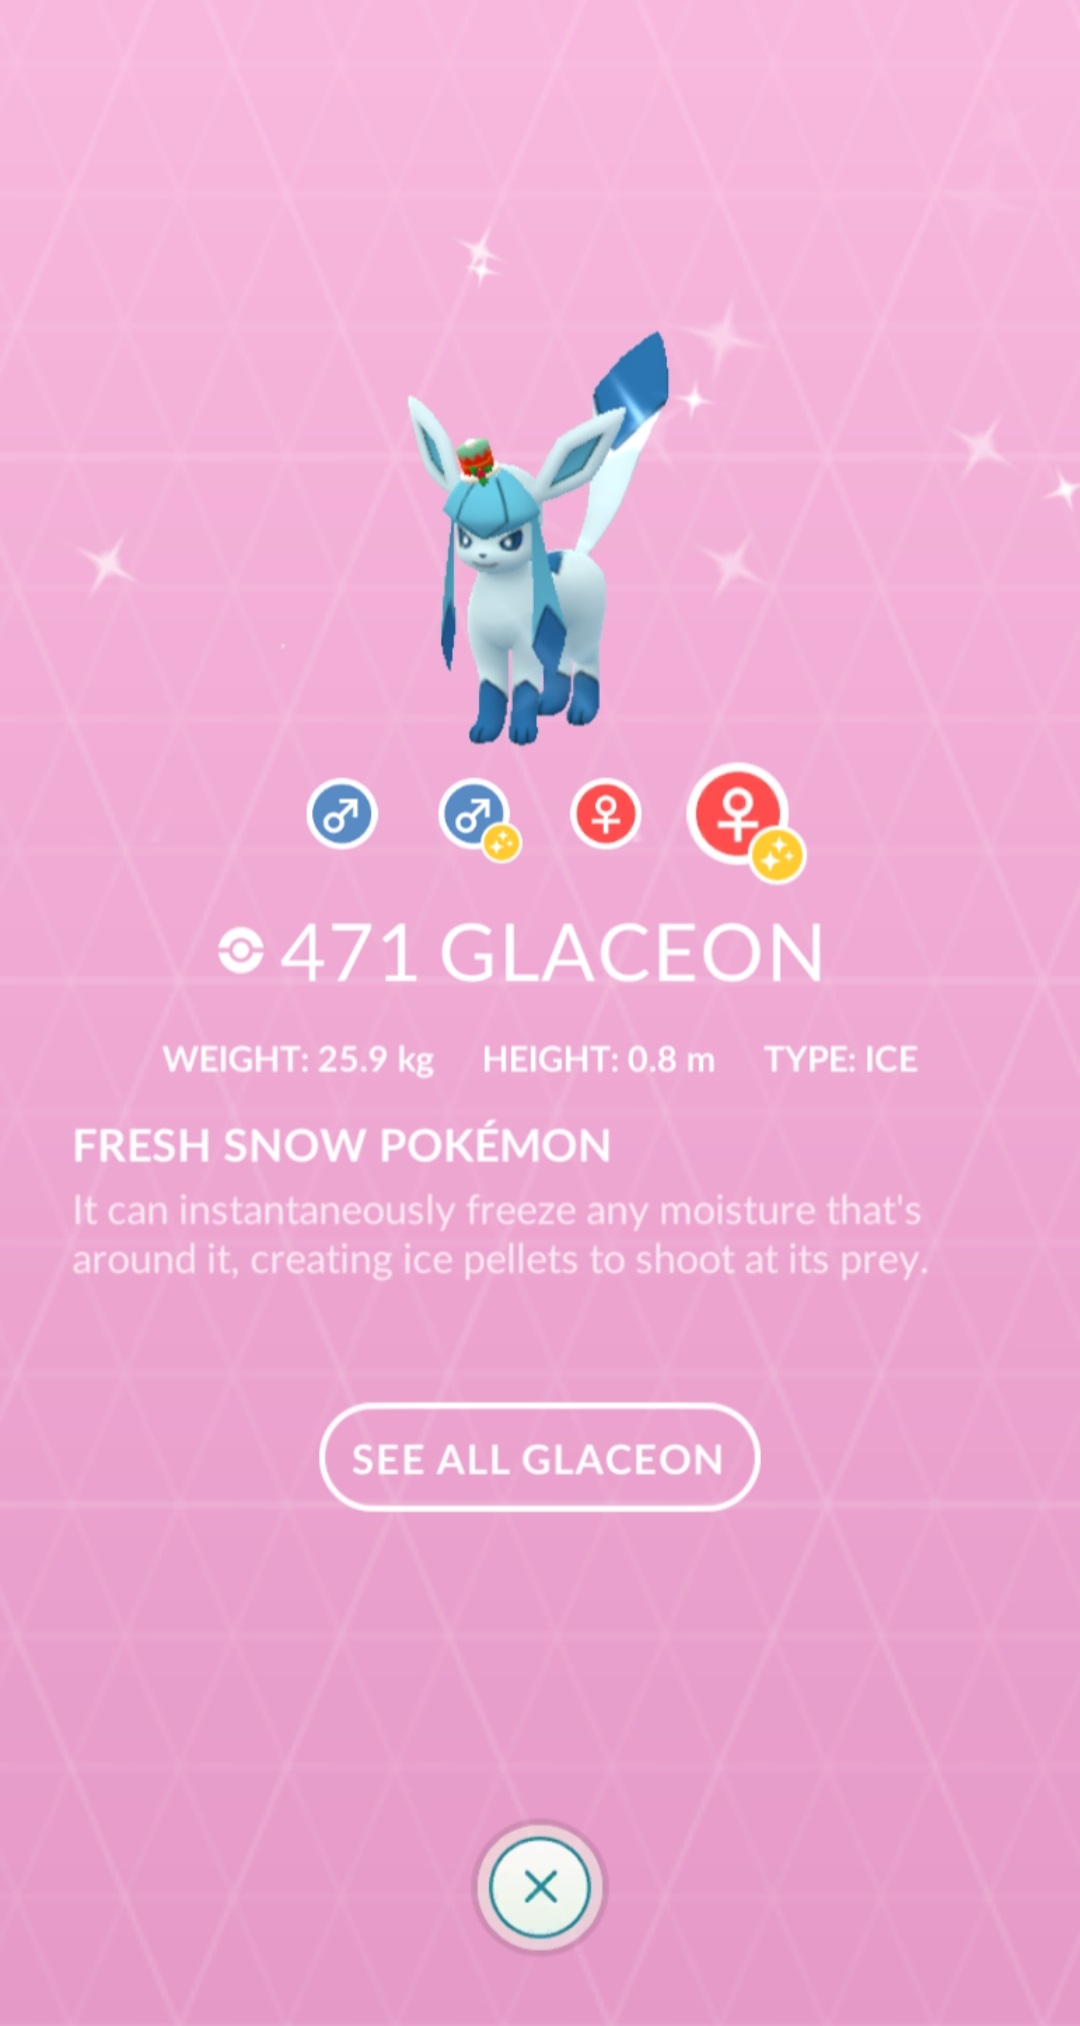 471 GLACEON
WEIGHT: 25.9 kg HEIGHT: 0.8 m TYPE: ICE
FRESH SNOW POKÉMON
It can instantaneously freeze any moisture that's
around it, creating ice pellets to shoot at its prey.
SEE ALL GLACEON